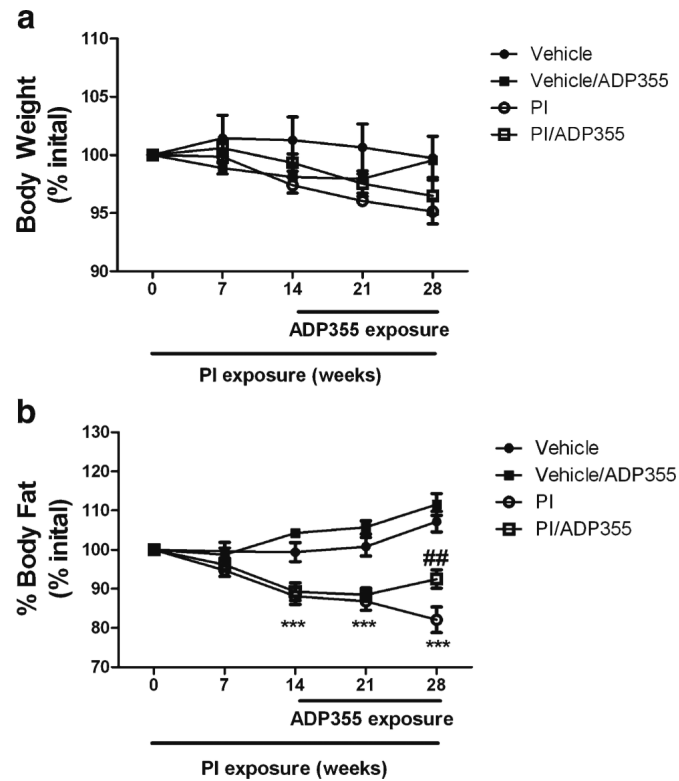 a
110
105
100
95
90
Body Weight
(% inital)
Vehicle
Vehicle/ADP355
PI
PI/ADP355
0 7 14 21 28
ADP355 exposure
PI exposure (weeks)
b
130
120
110
100
90
80
70
% Body Fat
(% inital)
Vehicle
Vehicle/ADP355
PI
PI/ADP355
##
*** *** ***
0 7 14 21 28
ADP355 exposure
PI exposure (weeks)